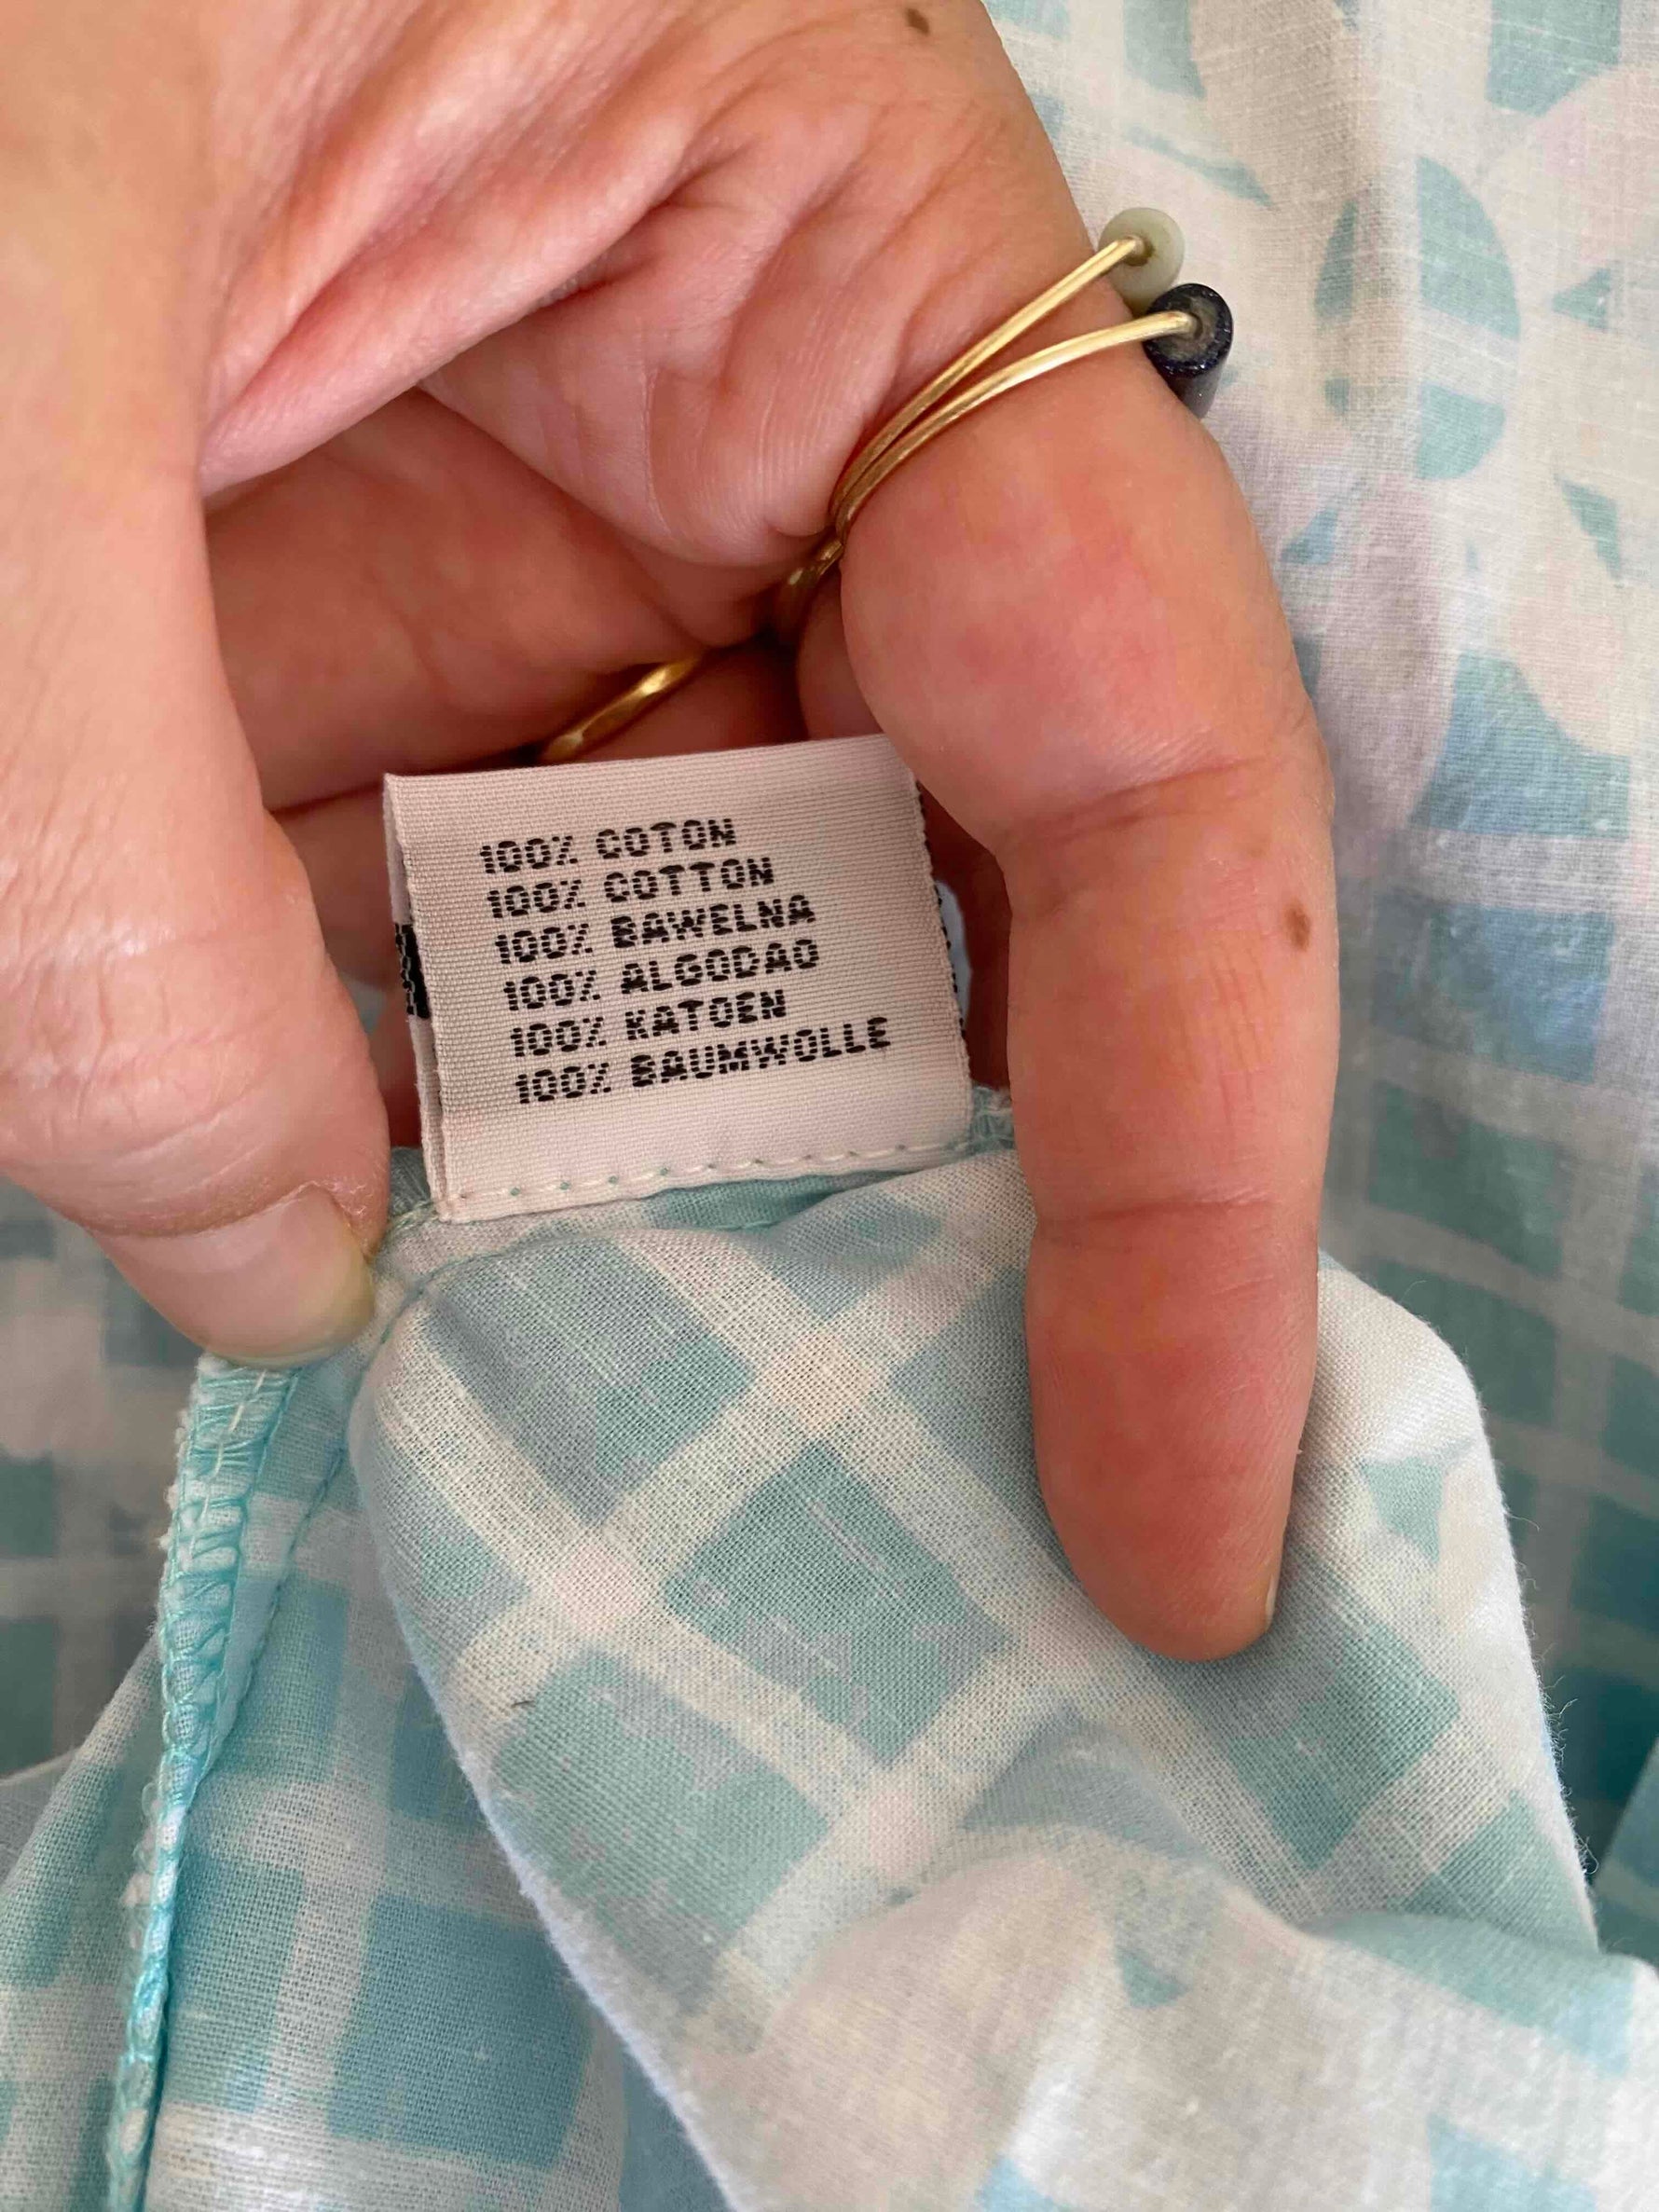 100% COTON
100% COTTON
100% BAWELNA
100% ALGODAO
100% KATOEN
100% BAUMWOLLE